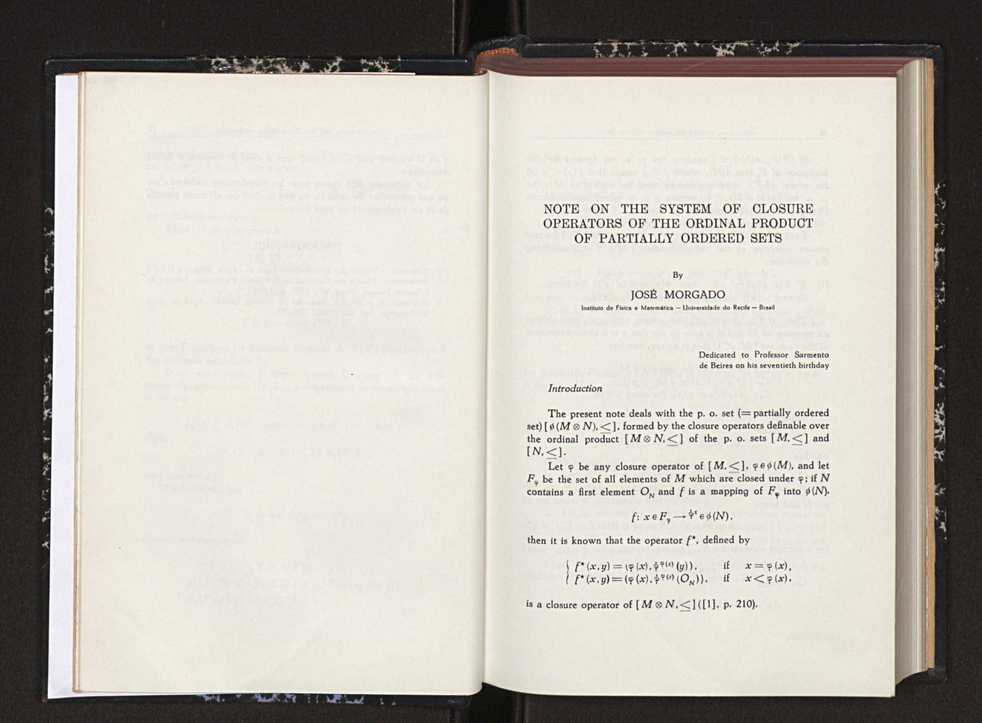 NOTE ON THE SYSTEM OF CLOSURE
OPERATORS OF THE ORDINAL PRODUCT
OF PARTIALLY ORDERED SETS
By
JOSÉ MORGADO
Instituto de Física e Matemática — Universidade do Recife — Brasil
Dedicated to Professor Sarmento
de Beires on his seventieth birthday
Introduction
The present note deals with the p. o. set (= partially ordered
set) [ϕ(M ⊗ N), ≤], formed by the closure operators definable over
the ordinal product [M ⊗ N, ≤] of the p. o. sets [M, ≤] and
[N, ≤].
Let φ be any closure operator of [M, ≤], φ ∈ ϕ(M), and let
F_φ be the set of all elements of M which are closed under φ; if N
contains a first element O_N and f is a mapping of F_φ into ϕ(N),
f: x ∈ F_φ → ψ^x ∈ ϕ(N),
then it is known that the operator f*, defined by
f*(x, y) = (φ(x), ψ^φ(x) (y)), if x = φ(x),
f*(x, y) = (φ(x), ψ^φ(x) (O_N)), if x < φ(x),
is a closure operator of [M ⊗ N, ≤] ([1], p. 210).